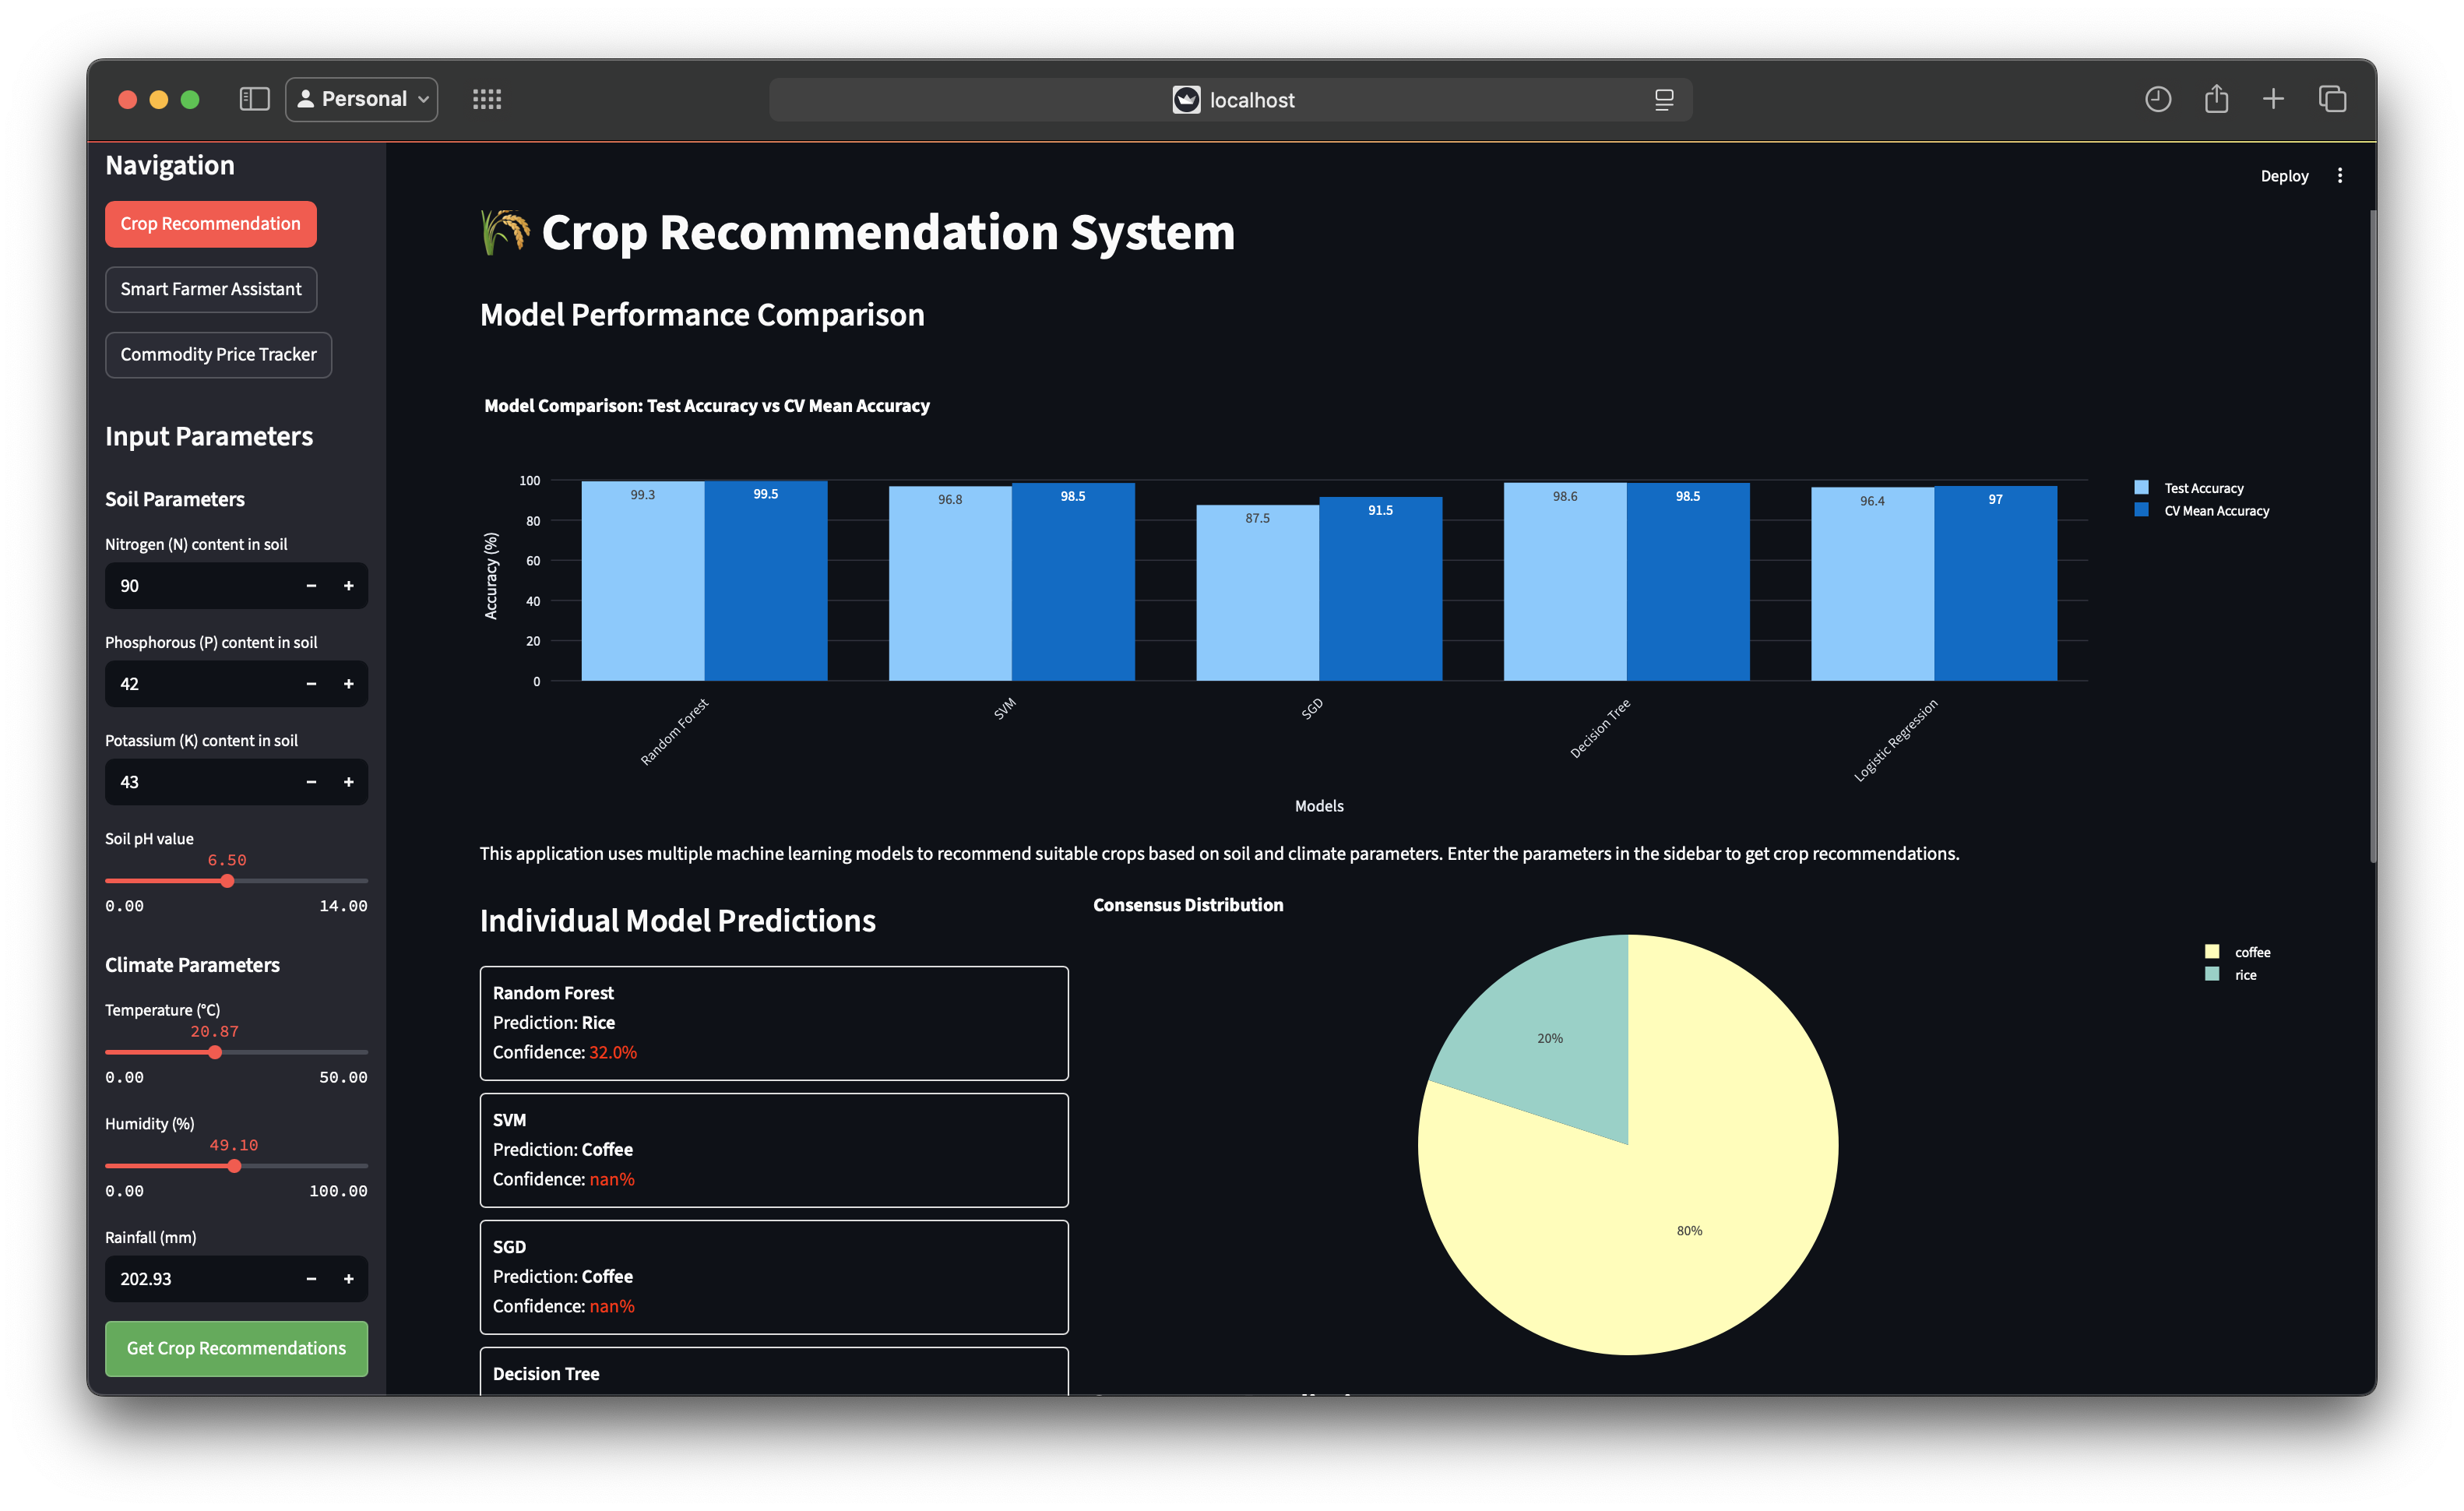 Personal
localhost
Navigation
Crop Recommendation
Smart Farmer Assistant
Commodity Price Tracker
Input Parameters
Soil Parameters
Nitrogen (N) content in soil
90
Phosphorous (P) content in soil
42
Potassium (K) content in soil
43
Soil pH value
6.50
0.00 14.00
Climate Parameters
Temperature (°C)
20.87
0.00 50.00
Humidity (%)
49.10
0.00 100.00
Rainfall (mm)
202.93
Get Crop Recommendations
Deploy
Crop Recommendation System
Model Performance Comparison
Model Comparison: Test Accuracy vs CV Mean Accuracy
Accuracy (%)
100
80
60
40
20
0
99.3 99.5 96.8 98.5 87.5 91.5 98.6 98.5 96.4 97
Random Forest
SVM
SGD
Decision Tree
Logistic Regression
Models
Test Accuracy
CV Mean Accuracy
This application uses multiple machine learning models to recommend suitable crops based on soil and climate parameters. Enter the parameters in the sidebar to get crop recommendations.
Individual Model Predictions
Random Forest
Prediction: Rice
Confidence: 32.0%
SVM
Prediction: Coffee
Confidence: nan%
SGD
Prediction: Coffee
Confidence: nan%
Decision Tree
Consensus Distribution
20%
80%
coffee
rice